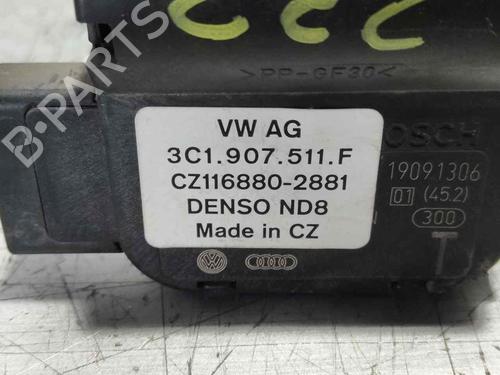 >PP-GF30<
VW AG
3C1.907.511.F
CZ116880-2881
DENSO ND8
Made in CZ
BOSCH
19091306
01 (45.2)
300
T